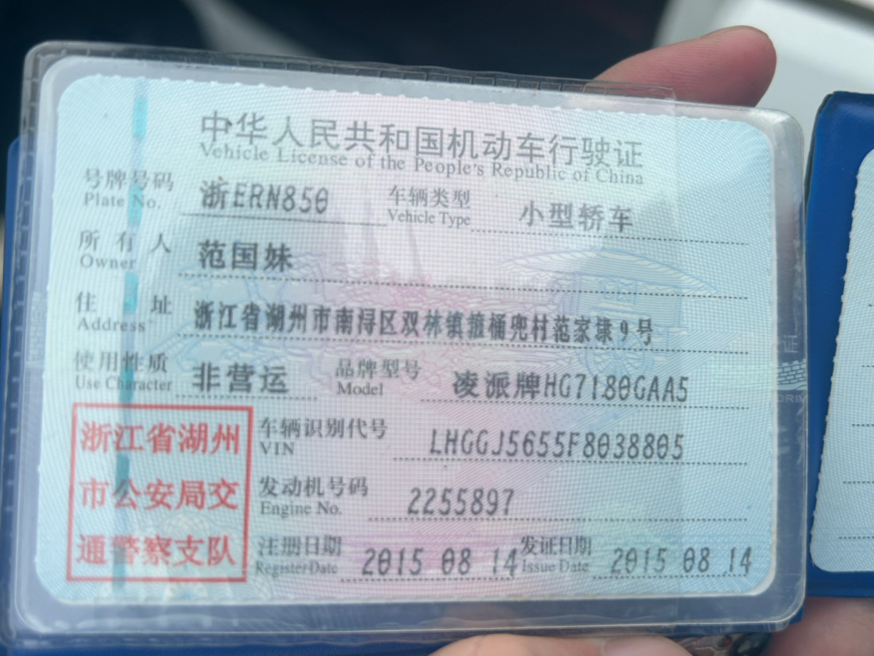 中华人民共和国机动车行驶证
Vehicle License of the People's Republic of China
号牌号码 浙ERN850 车辆类型 小型轿车
Plate No. Vehicle Type
所有人 范国妹
Owner
住址 浙江省湖州市南浔区双林镇 桶兜村范家 9号
Address
使用性质 非营运 品牌型号 凌派牌HG7180GAA5
Use Character Model
浙江省湖州
市公安局交
通警察支队
车辆识别代号 LHGGJ5655F8038805
VIN
发动机号码 2255897
Engine No.
注册日期 2015 08 14 发证日期 2015 08 14
Register Date Issue Date